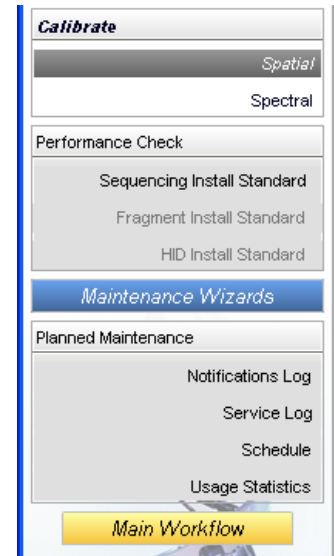 Calibrate
Spatial
Spectral
Performance Check
Sequencing Install Standard
Fragment Install Standard
HID Install Standard
Maintenance Wizards
Planned Maintenance
Notifications Log
Service Log
Schedule
Usage Statistics
Main Workflow